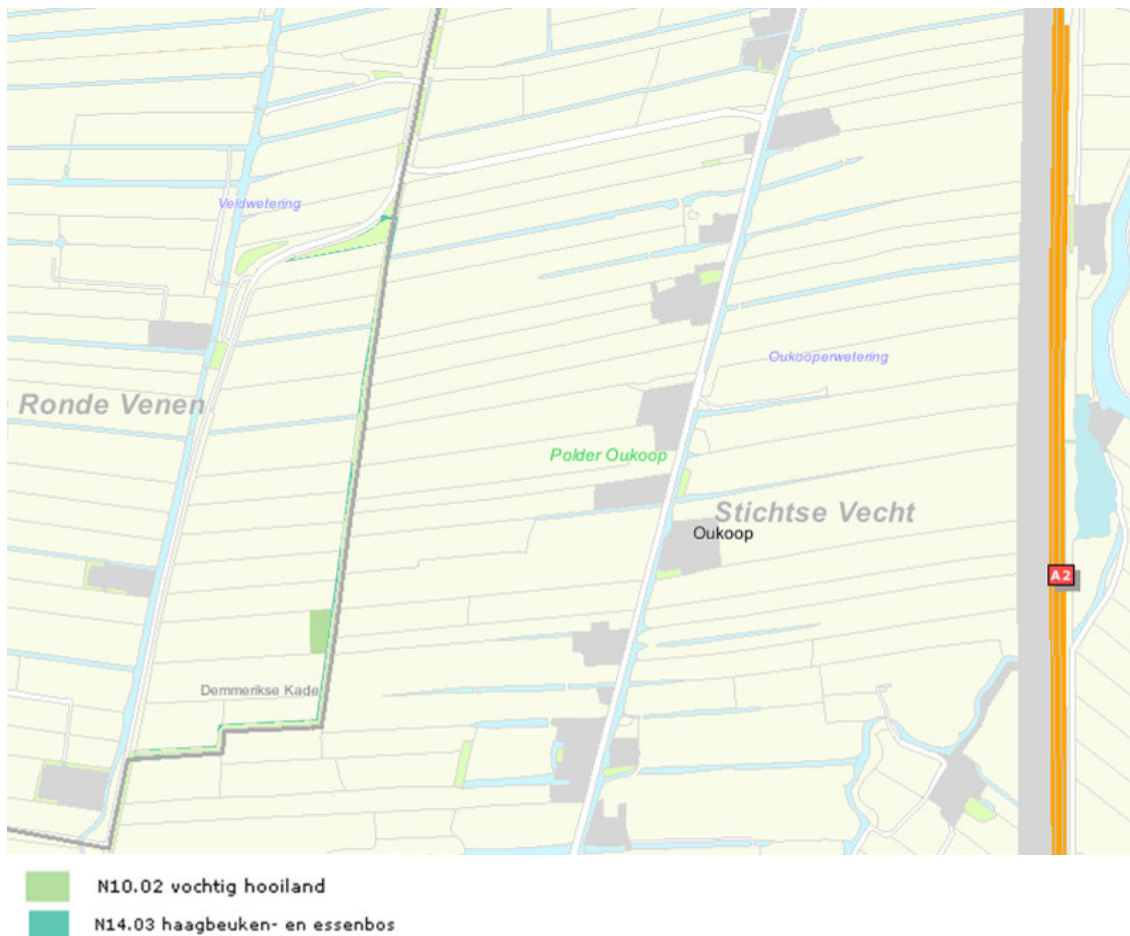 Veldwetering
Oukooperwetering
Ronde Venen
Polder Oukoop
Stichtse Vecht
Oukoop
A2
Demmerikse Kade
N10.02 vochtig hooiland
N14.03 haagbeuken- en essenbos